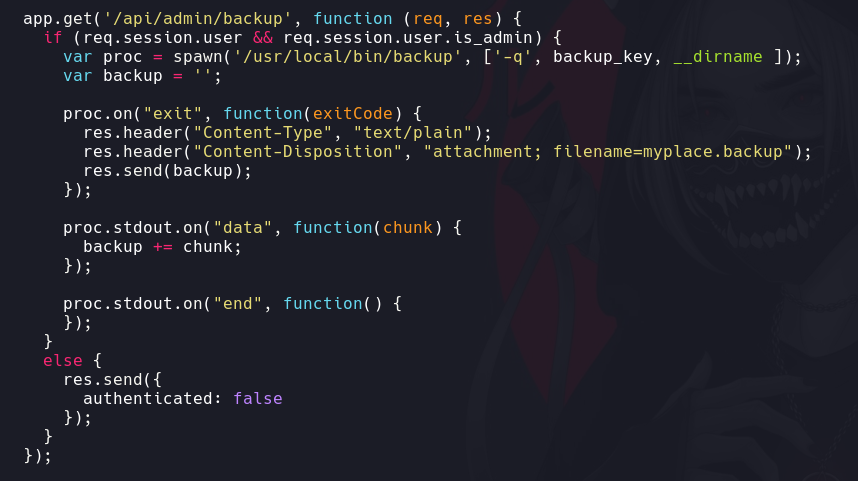 app.get('/api/admin/backup', function (req, res) {
  if (req.session.user && req.session.user.is_admin) {
    var proc = spawn('/usr/local/bin/backup', ['-q', backup_key, __dirname ]);
    var backup = '';

    proc.on("exit", function(exitCode) {
      res.header("Content-Type", "text/plain");
      res.header("Content-Disposition", "attachment; filename=myplace.backup");
      res.send(backup);
    });

    proc.stdout.on("data", function(chunk) {
      backup += chunk;
    });

    proc.stdout.on("end", function() {
    });
  }
  else {
    res.send({
      authenticated: false
    });
  }
});